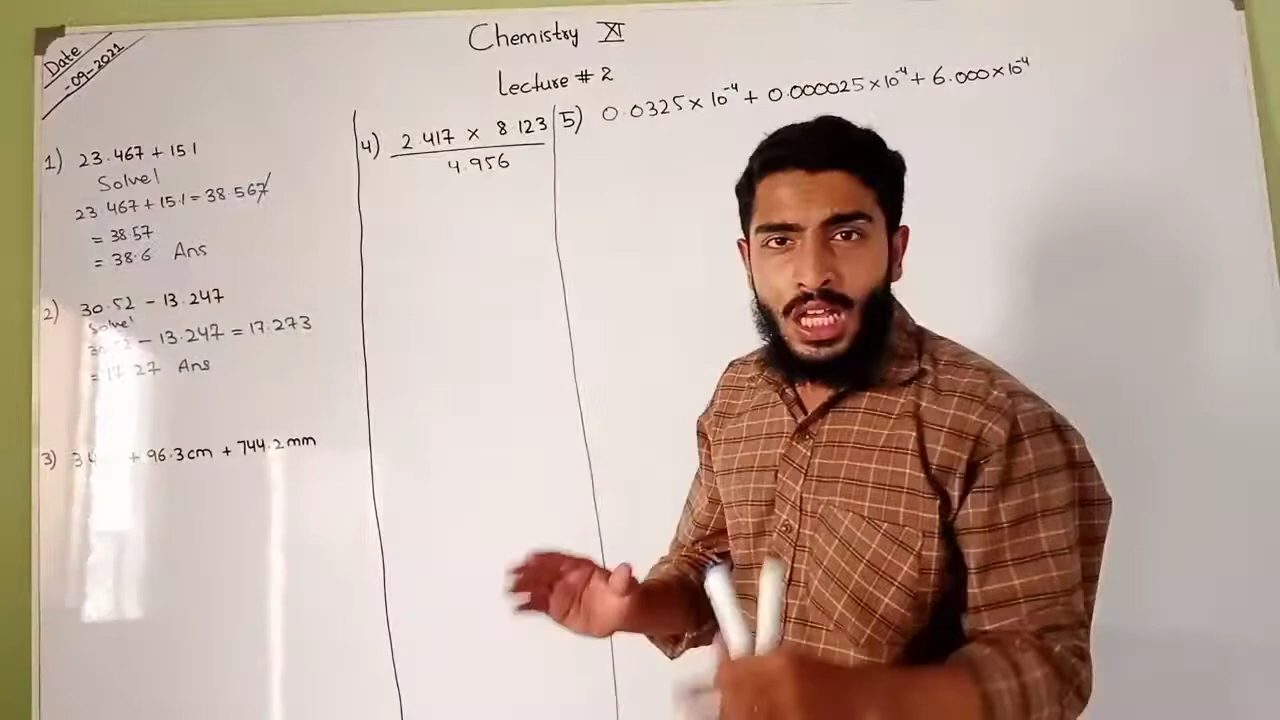 Chemistry XI
Lecture # 2
Date
-09-2021
1) 23.467 + 15.1
Solvel
23.467 + 15.1 = 38.567
= 38.57
= 38.6 Ans
2) 30.52 - 13.247
Solvel
- 13.247 = 17.273
= 17.27 Ans
3) + 96.3cm + 744.2mm
4) 2.417 × 8.123
4.956
5) 0.0325 × 10⁻⁴ + 0.000025 × 10⁻⁴ + 6.000 × 10⁻⁴